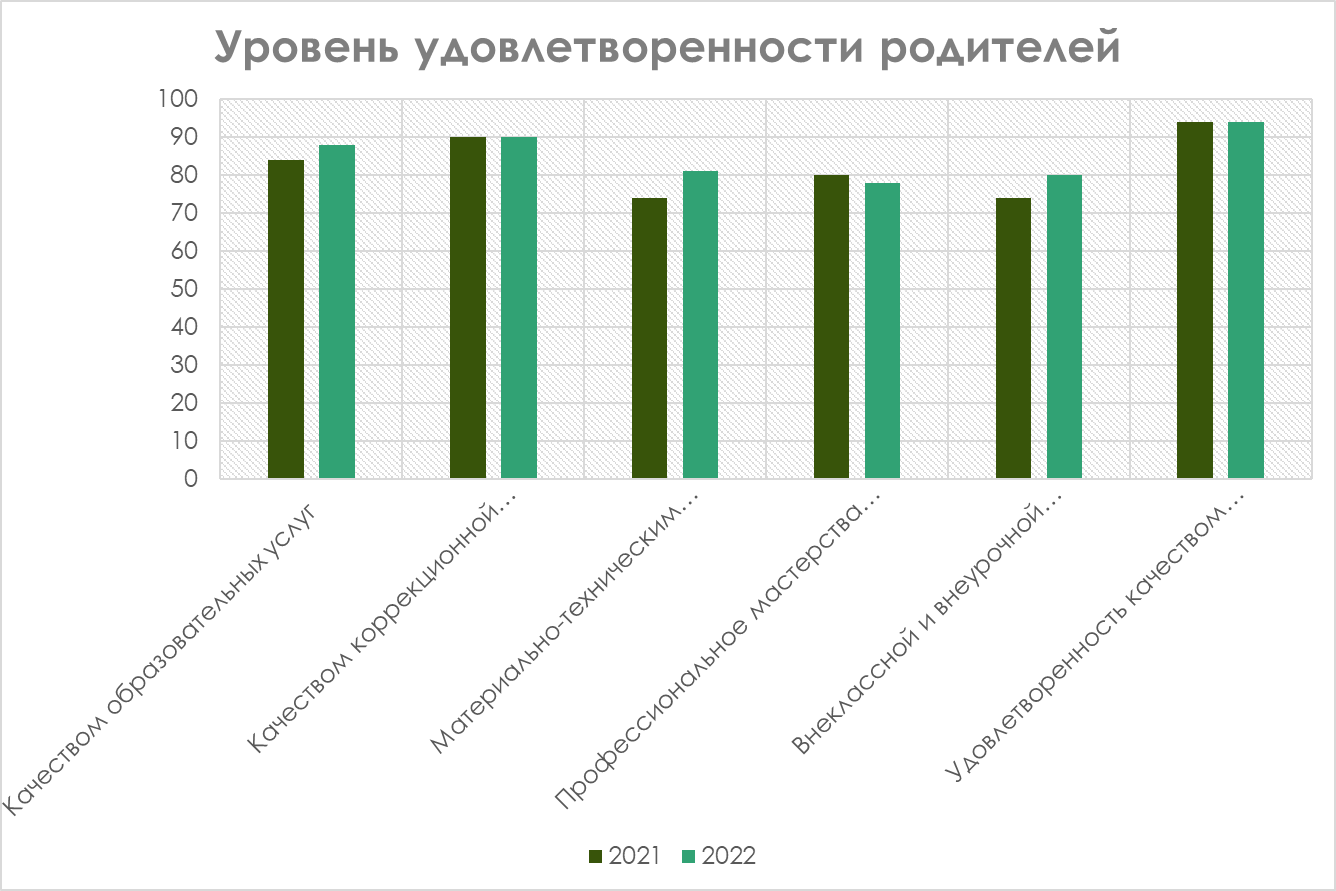 Уровень удовлетворенности родителей
100
90
80
70
60
50
40
30
20
10
0
Качеством образовательных услуг
Качеством коррекционной...
Материально-техническим...
Профессиональное мастерства...
Внеклассной и внеурочной...
Удовлетворенность качеством...
2021 2022